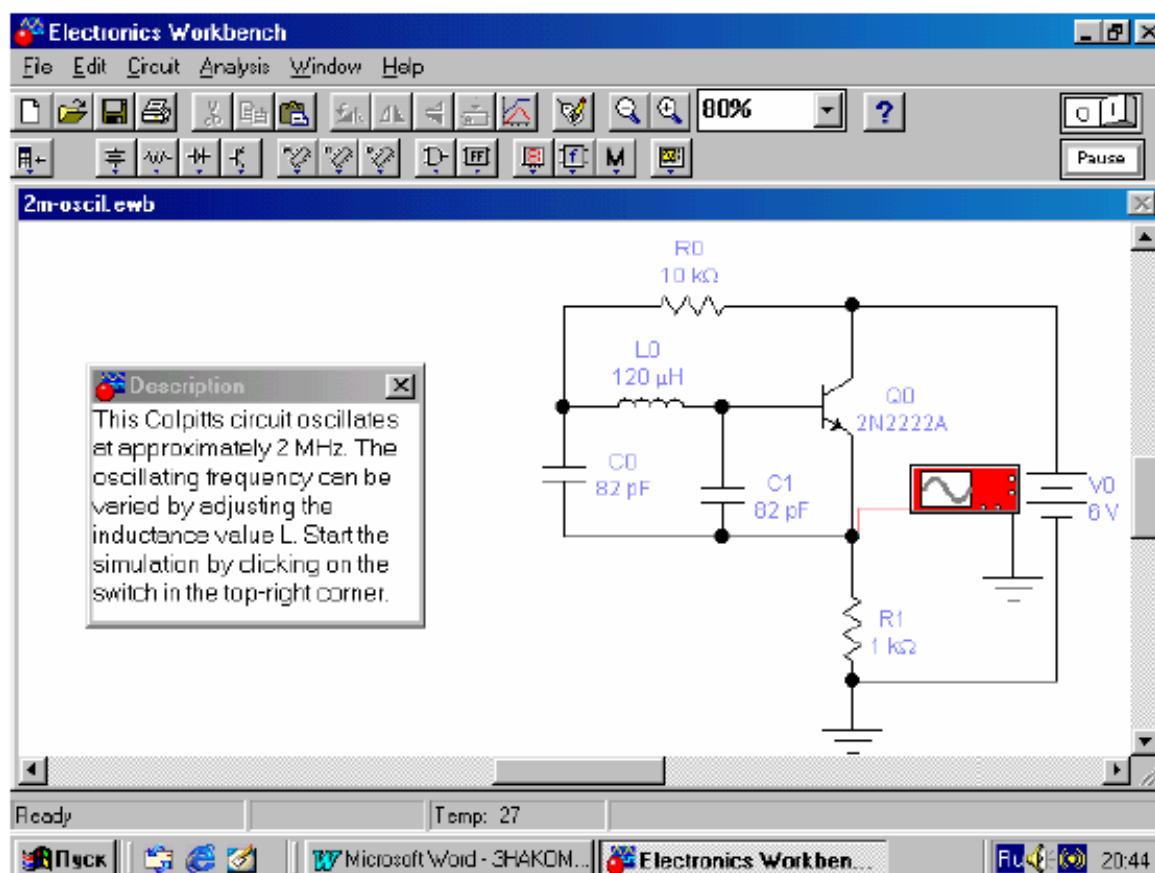 Electronics Workbench
File Edit Circuit Analysis Window Help
80%
?
Pause
2m-oscil.ewb
R0
10 kΩ
L0
120 µH
Q0
2N2222A
C0
82 pF
C1
82 pF
V0
6 V
R1
1 kΩ
Description
This Colpitts circuit oscillates
at approximately 2 MHz. The
oscillating frequency can be
varied by adjusting the
inductance value L. Start the
simulation by clicking on the
switch in the top-right corner.
Ready
Temp: 27
Пуск
Microsoft Word - ЗНАКОМ...
Electronics Workben...
Ru
20:44